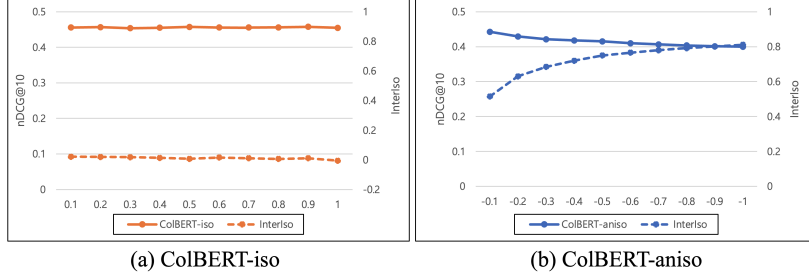 0.5
0.4
0.3
0.2
0.1
0
nDCG@10
1
0.8
0.6
0.4
0.2
0
-0.2
InterIso
0.1 0.2 0.3 0.4 0.5 0.6 0.7 0.8 0.9 1
ColBERT-iso InterIso
(a) ColBERT-iso
0.5
0.4
0.3
0.2
0.1
0
nDCG@10
1
0.8
0.6
0.4
0.2
0
InterIso
-0.1 -0.2 -0.3 -0.4 -0.5 -0.6 -0.7 -0.8 -0.9 -1
ColBERT-aniso InterIso
(b) ColBERT-aniso